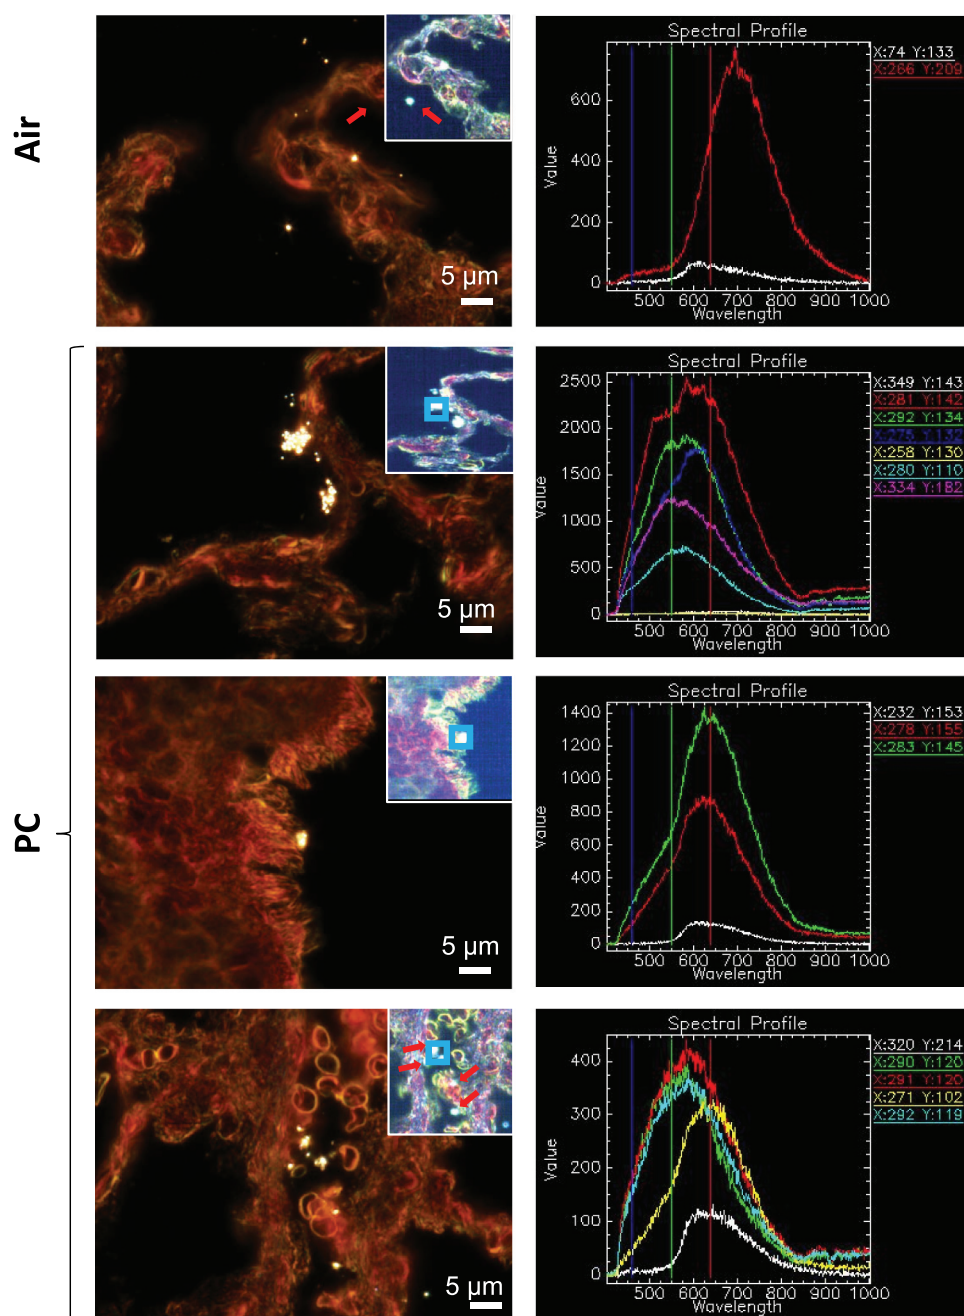 Air
5 µm
Spectral Profile
X:74 Y:133
X:266 Y:209
Value
600
400
200
0
500 600 700 800 900 1000
Wavelength
PC
5 µm
Spectral Profile
X:349 Y:143
X:281 Y:142
X:292 Y:134
X:275 Y:132
X:258 Y:130
X:280 Y:110
X:334 Y:182
Value
2500
2000
1500
1000
500
0
500 600 700 800 900 1000
Wavelength
5 µm
Spectral Profile
X:232 Y:153
X:278 Y:155
X:283 Y:145
Value
1400
1200
1000
800
600
400
200
0
500 600 700 800 900 1000
Wavelength
5 µm
Spectral Profile
X:320 Y:214
X:290 Y:120
X:291 Y:120
X:271 Y:102
X:292 Y:119
Value
400
300
200
100
0
500 600 700 800 900 1000
Wavelength